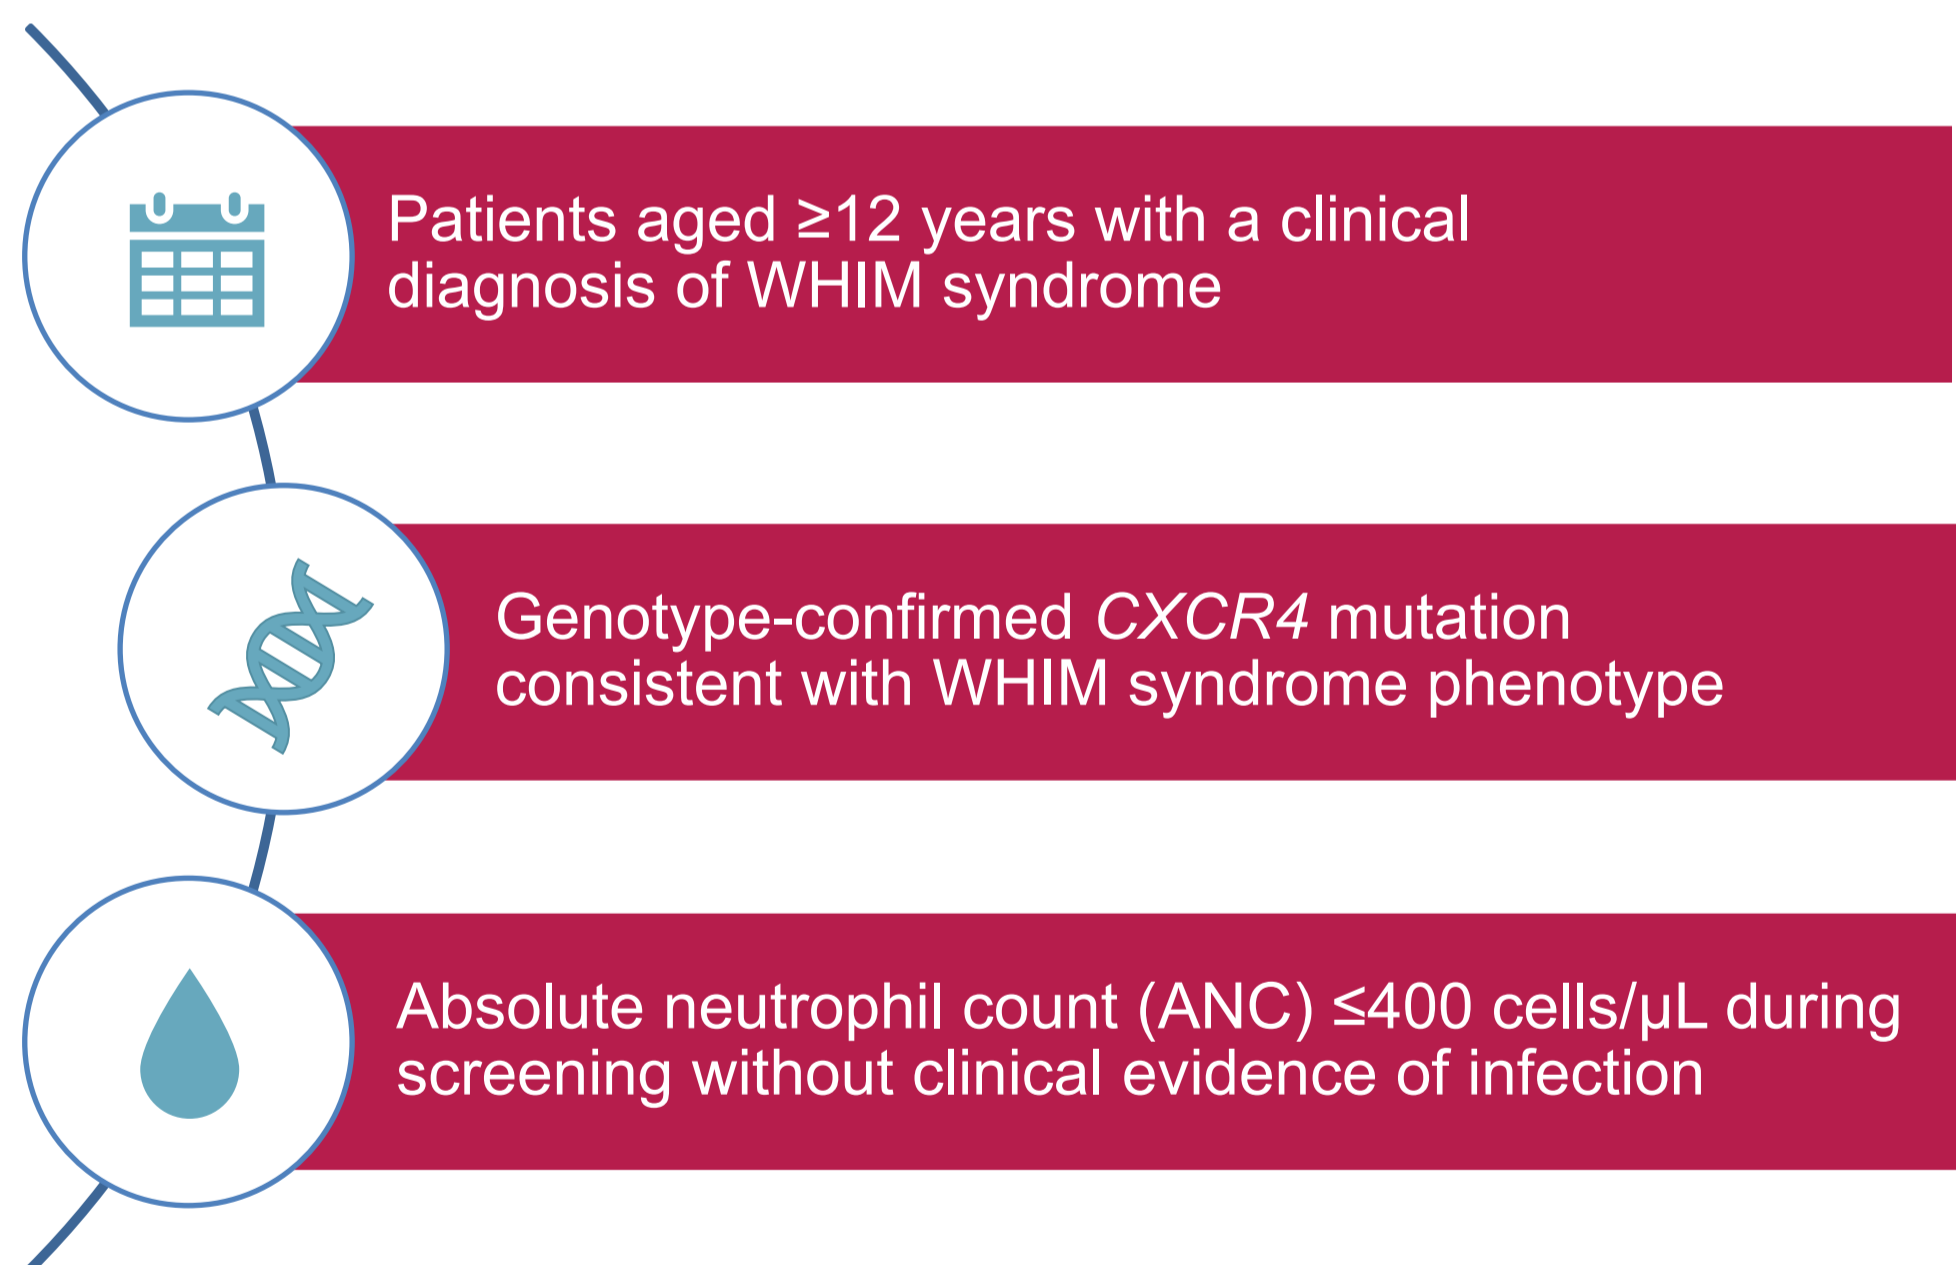 Patients aged ≥12 years with a clinical
diagnosis of WHIM syndrome
Genotype-confirmed CXCR4 mutation
consistent with WHIM syndrome phenotype
Absolute neutrophil count (ANC) ≤400 cells/μL during
screening without clinical evidence of infection